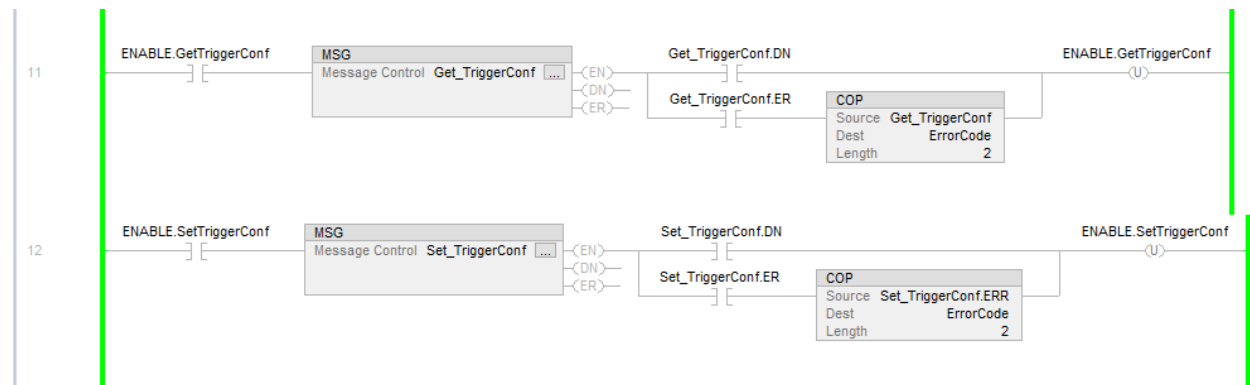 ENABLE.GetTriggerConf
MSG
Get_TriggerConf.DN
ENABLE.GetTriggerConf
11
Message Control Get_TriggerConf ...
(EN)
(U)
(DN)
(ER)
Get_TriggerConf.ER
COP
Source Get_TriggerConf
Dest ErrorCode
Length 2
ENABLE.SetTriggerConf
MSG
Set_TriggerConf.DN
ENABLE.SetTriggerConf
12
Message Control Set_TriggerConf ...
(EN)
(U)
(DN)
(ER)
Set_TriggerConf.ER
COP
Source Set_TriggerConf.ERR
Dest ErrorCode
Length 2